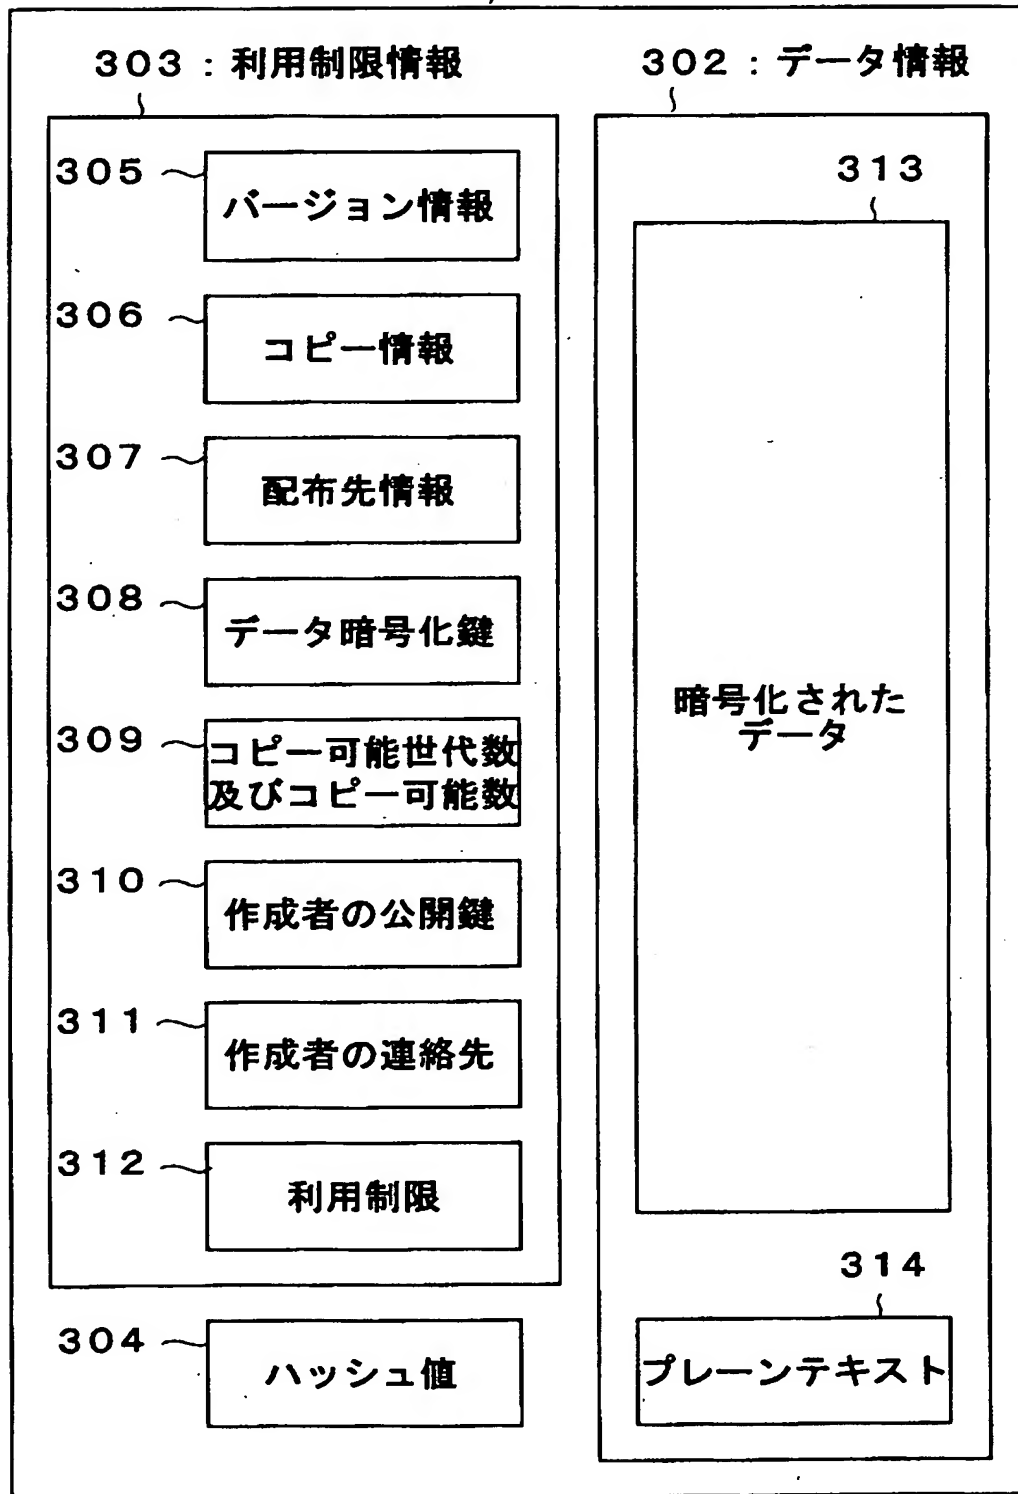 303:利用制限情報
305
バージョン情報
306
コピー情報
307
配布先情報
308
データ暗号化鍵
309
コピー可能世代数
及びコピー可能数
310
作成者の公開鍵
311
作成者の連絡先
312
利用制限
304
ハッシュ値
302:データ情報
313
暗号化された
データ
314
プレーンテキスト